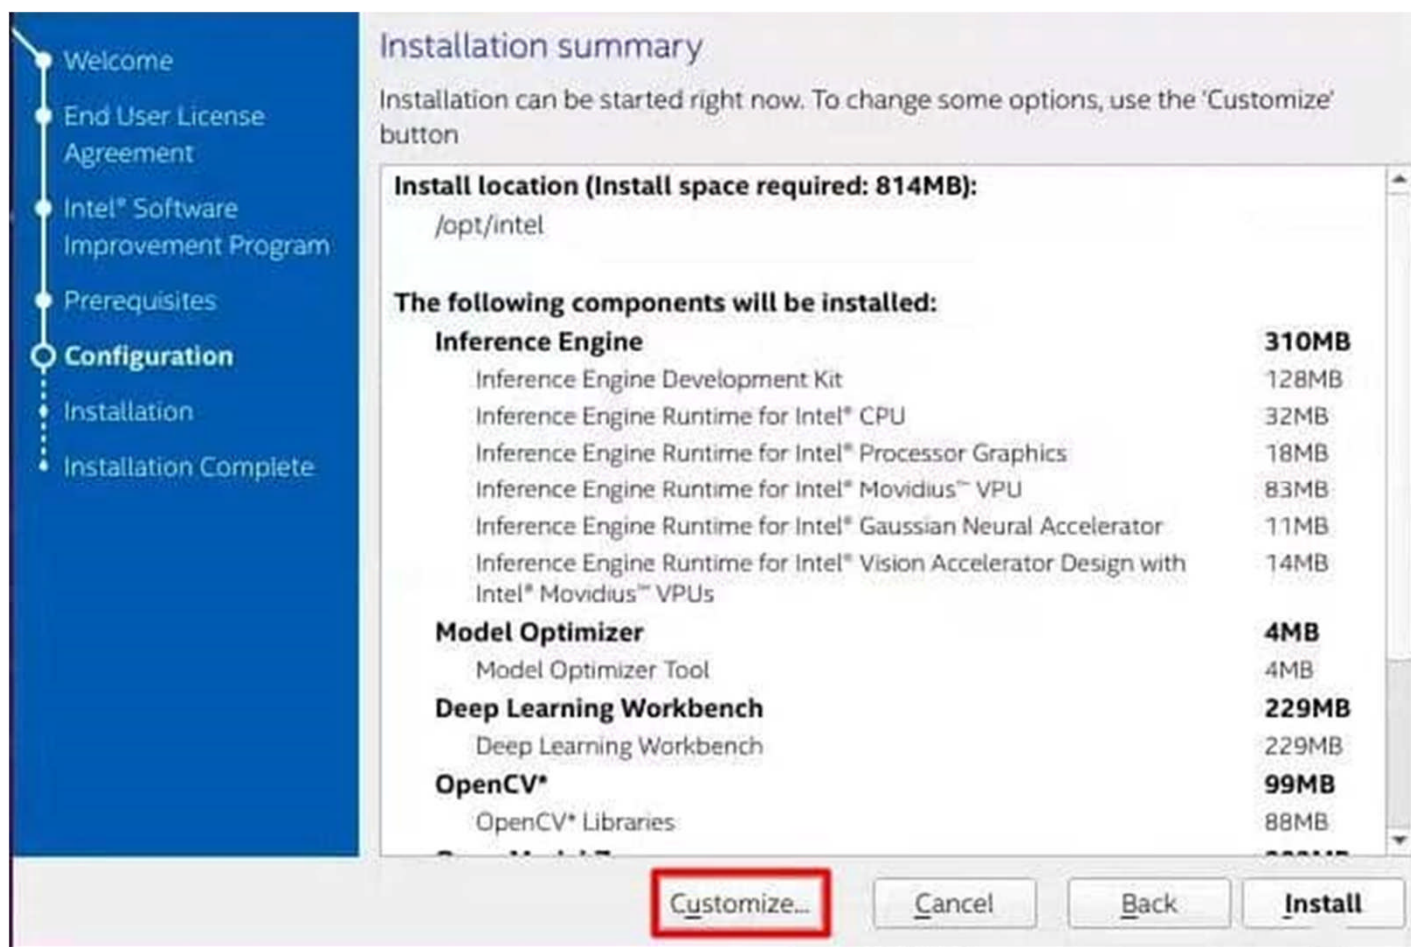 Welcome
End User License
Agreement
Intel® Software
Improvement Program
Prerequisites
Configuration
Installation
Installation Complete
Installation summary
Installation can be started right now. To change some options, use the 'Customize'
button
Install location (Install space required: 814MB):
/opt/intel
The following components will be installed:
Inference Engine 310MB
Inference Engine Development Kit 128MB
Inference Engine Runtime for Intel® CPU 32MB
Inference Engine Runtime for Intel® Processor Graphics 18MB
Inference Engine Runtime for Intel® Movidius™ VPU 83MB
Inference Engine Runtime for Intel® Gaussian Neural Accelerator 11MB
Inference Engine Runtime for Intel® Vision Accelerator Design with 14MB
Intel® Movidius™ VPUs
Model Optimizer 4MB
Model Optimizer Tool 4MB
Deep Learning Workbench 229MB
Deep Learning Workbench 229MB
OpenCV* 99MB
OpenCV* Libraries 88MB
Customize...
Cancel
Back
Install